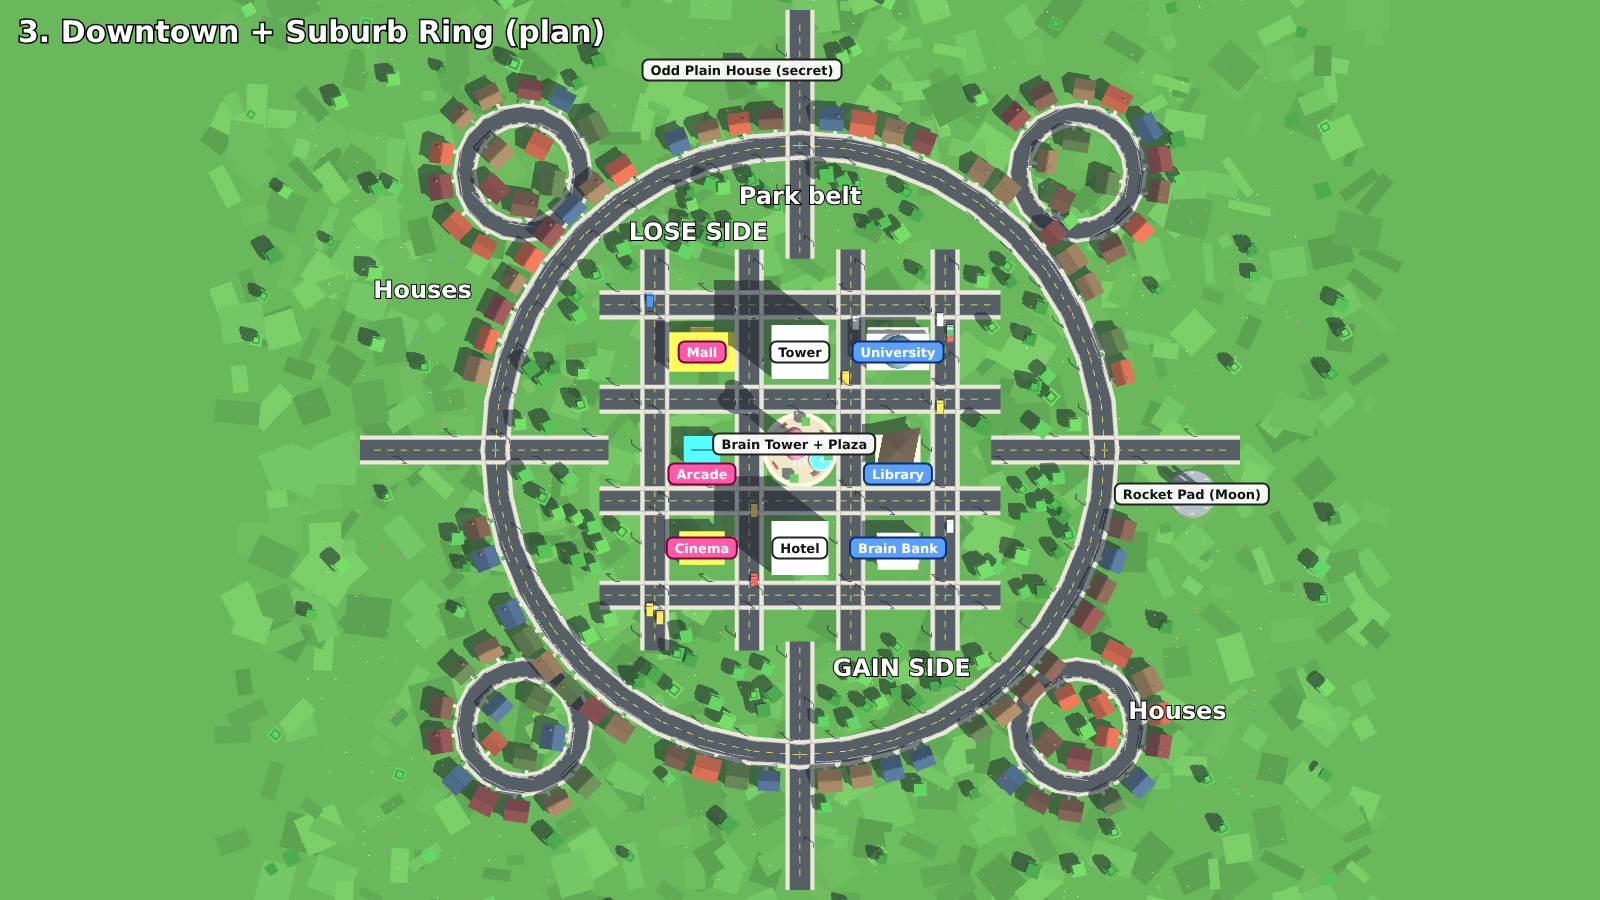 3. Downtown + Suburb Ring (plan)
Odd Plain House (secret)
Park belt
LOSE SIDE
Houses
Mall
Tower
University
Brain Tower + Plaza
Arcade
Library
Rocket Pad (Moon)
Cinema
Hotel
Brain Bank
GAIN SIDE
Houses